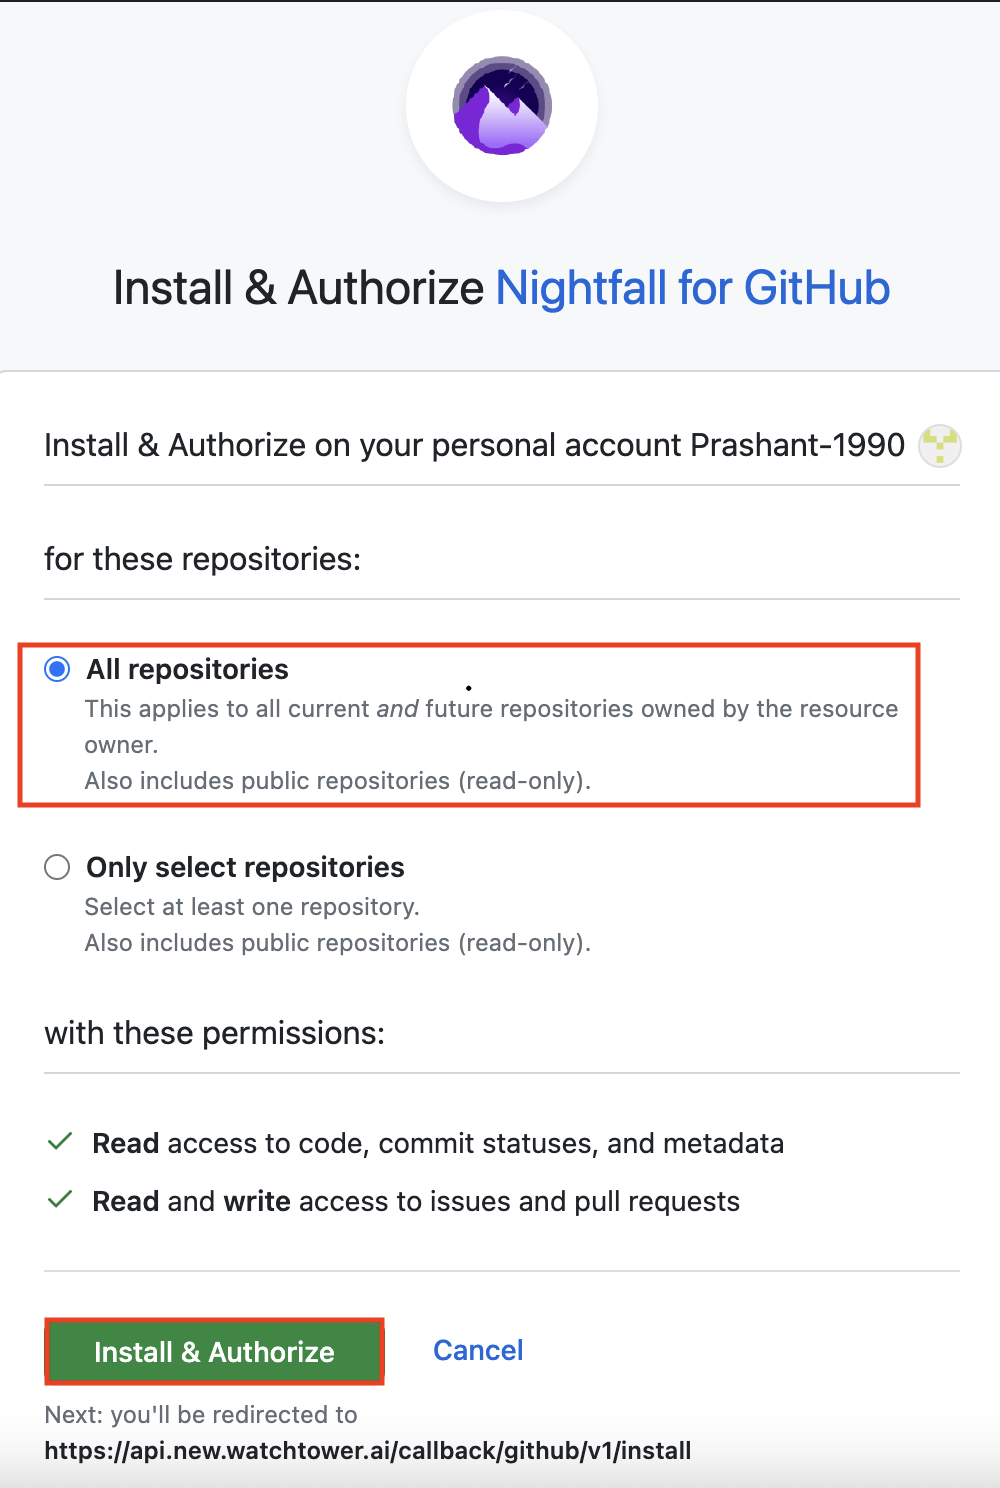 Install & Authorize Nightfall for GitHub
Install & Authorize on your personal account Prashant-1990
for these repositories:
All repositories
This applies to all current and future repositories owned by the resource
owner.
Also includes public repositories (read-only).
Only select repositories
Select at least one repository.
Also includes public repositories (read-only).
with these permissions:
Read access to code, commit statuses, and metadata
Read and write access to issues and pull requests
Install & Authorize
Cancel
Next: you'll be redirected to
https://api.new.watchtower.ai/callback/github/v1/install